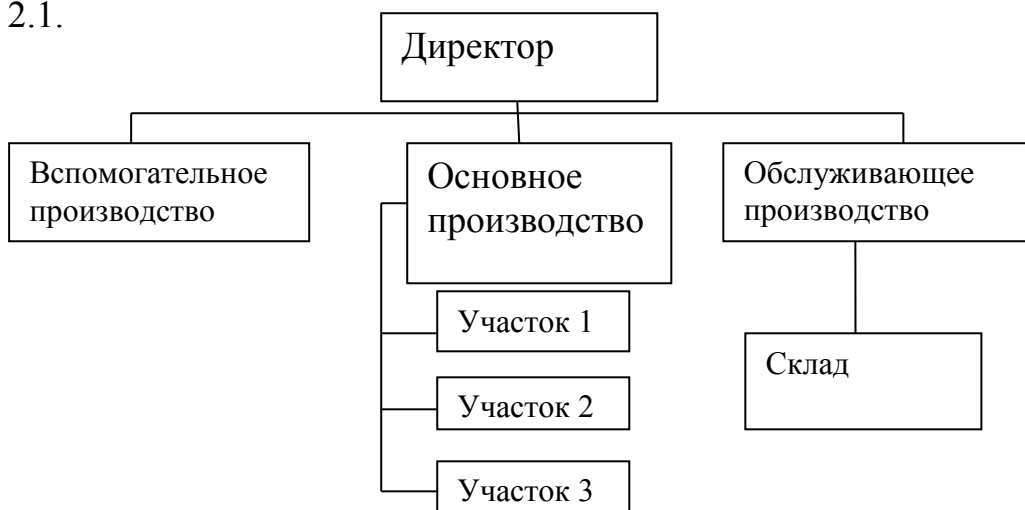 2.1.
Директор
Вспомогательное
производство
Основное
производство
Обслуживающее
производство
Участок 1
Склад
Участок 2
Участок 3